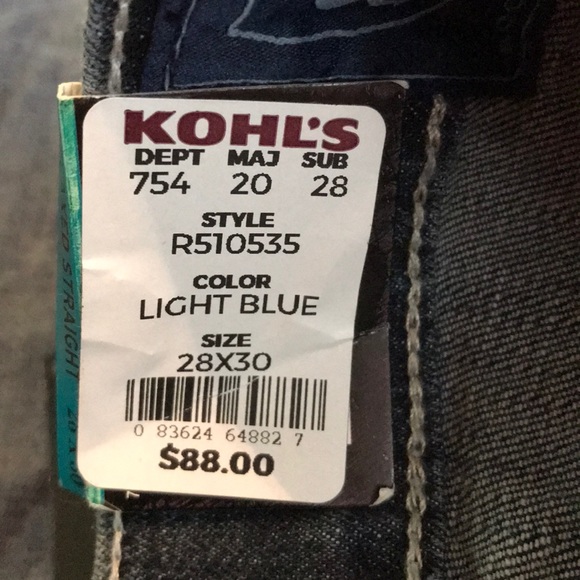 KOHL'S
DEPT MAJ SUB
754 20 28
STYLE
R510535
COLOR
LIGHT BLUE
SIZE
28X30
0 83624 64882 7
$88.00
STRAIGHT